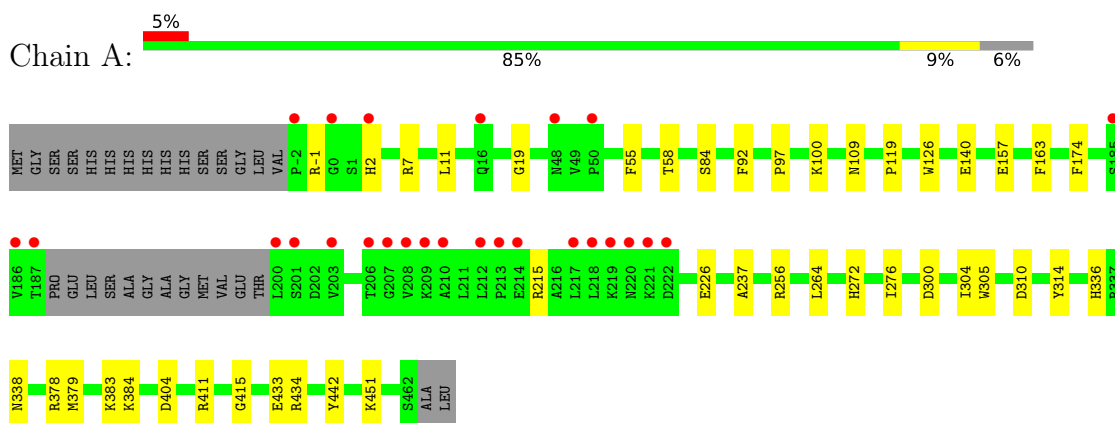 5%
Chain A:
85% 9% 6%
MET GLY SER SER HIS HIS HIS HIS HIS HIS SER SER GLY LEU VAL P-2 R-1 G0 S1 H2 R7 L11 Q16 G19 N48 V49 P50 F55 T58 S84 F92 P97 K100 N109 P119 W126 E140 E157 F163 F174 S185
V186 T187 PRO GLU LEU SER ALA GLY ALA GLY MET VAL GLU THR L200 S201 D202 V203 T206 G207 V208 K209 A210 L211 L212 P213 E214 R215 A216 L217 L218 K219 N220 K221 D222 E226 A237 R256 L264 H272 I276 D300 I304 W305 D310 Y314 H336
N338 R378 M379 K383 K384 D404 R411 G415 E433 R434 Y442 K451 S462 ALA LEU